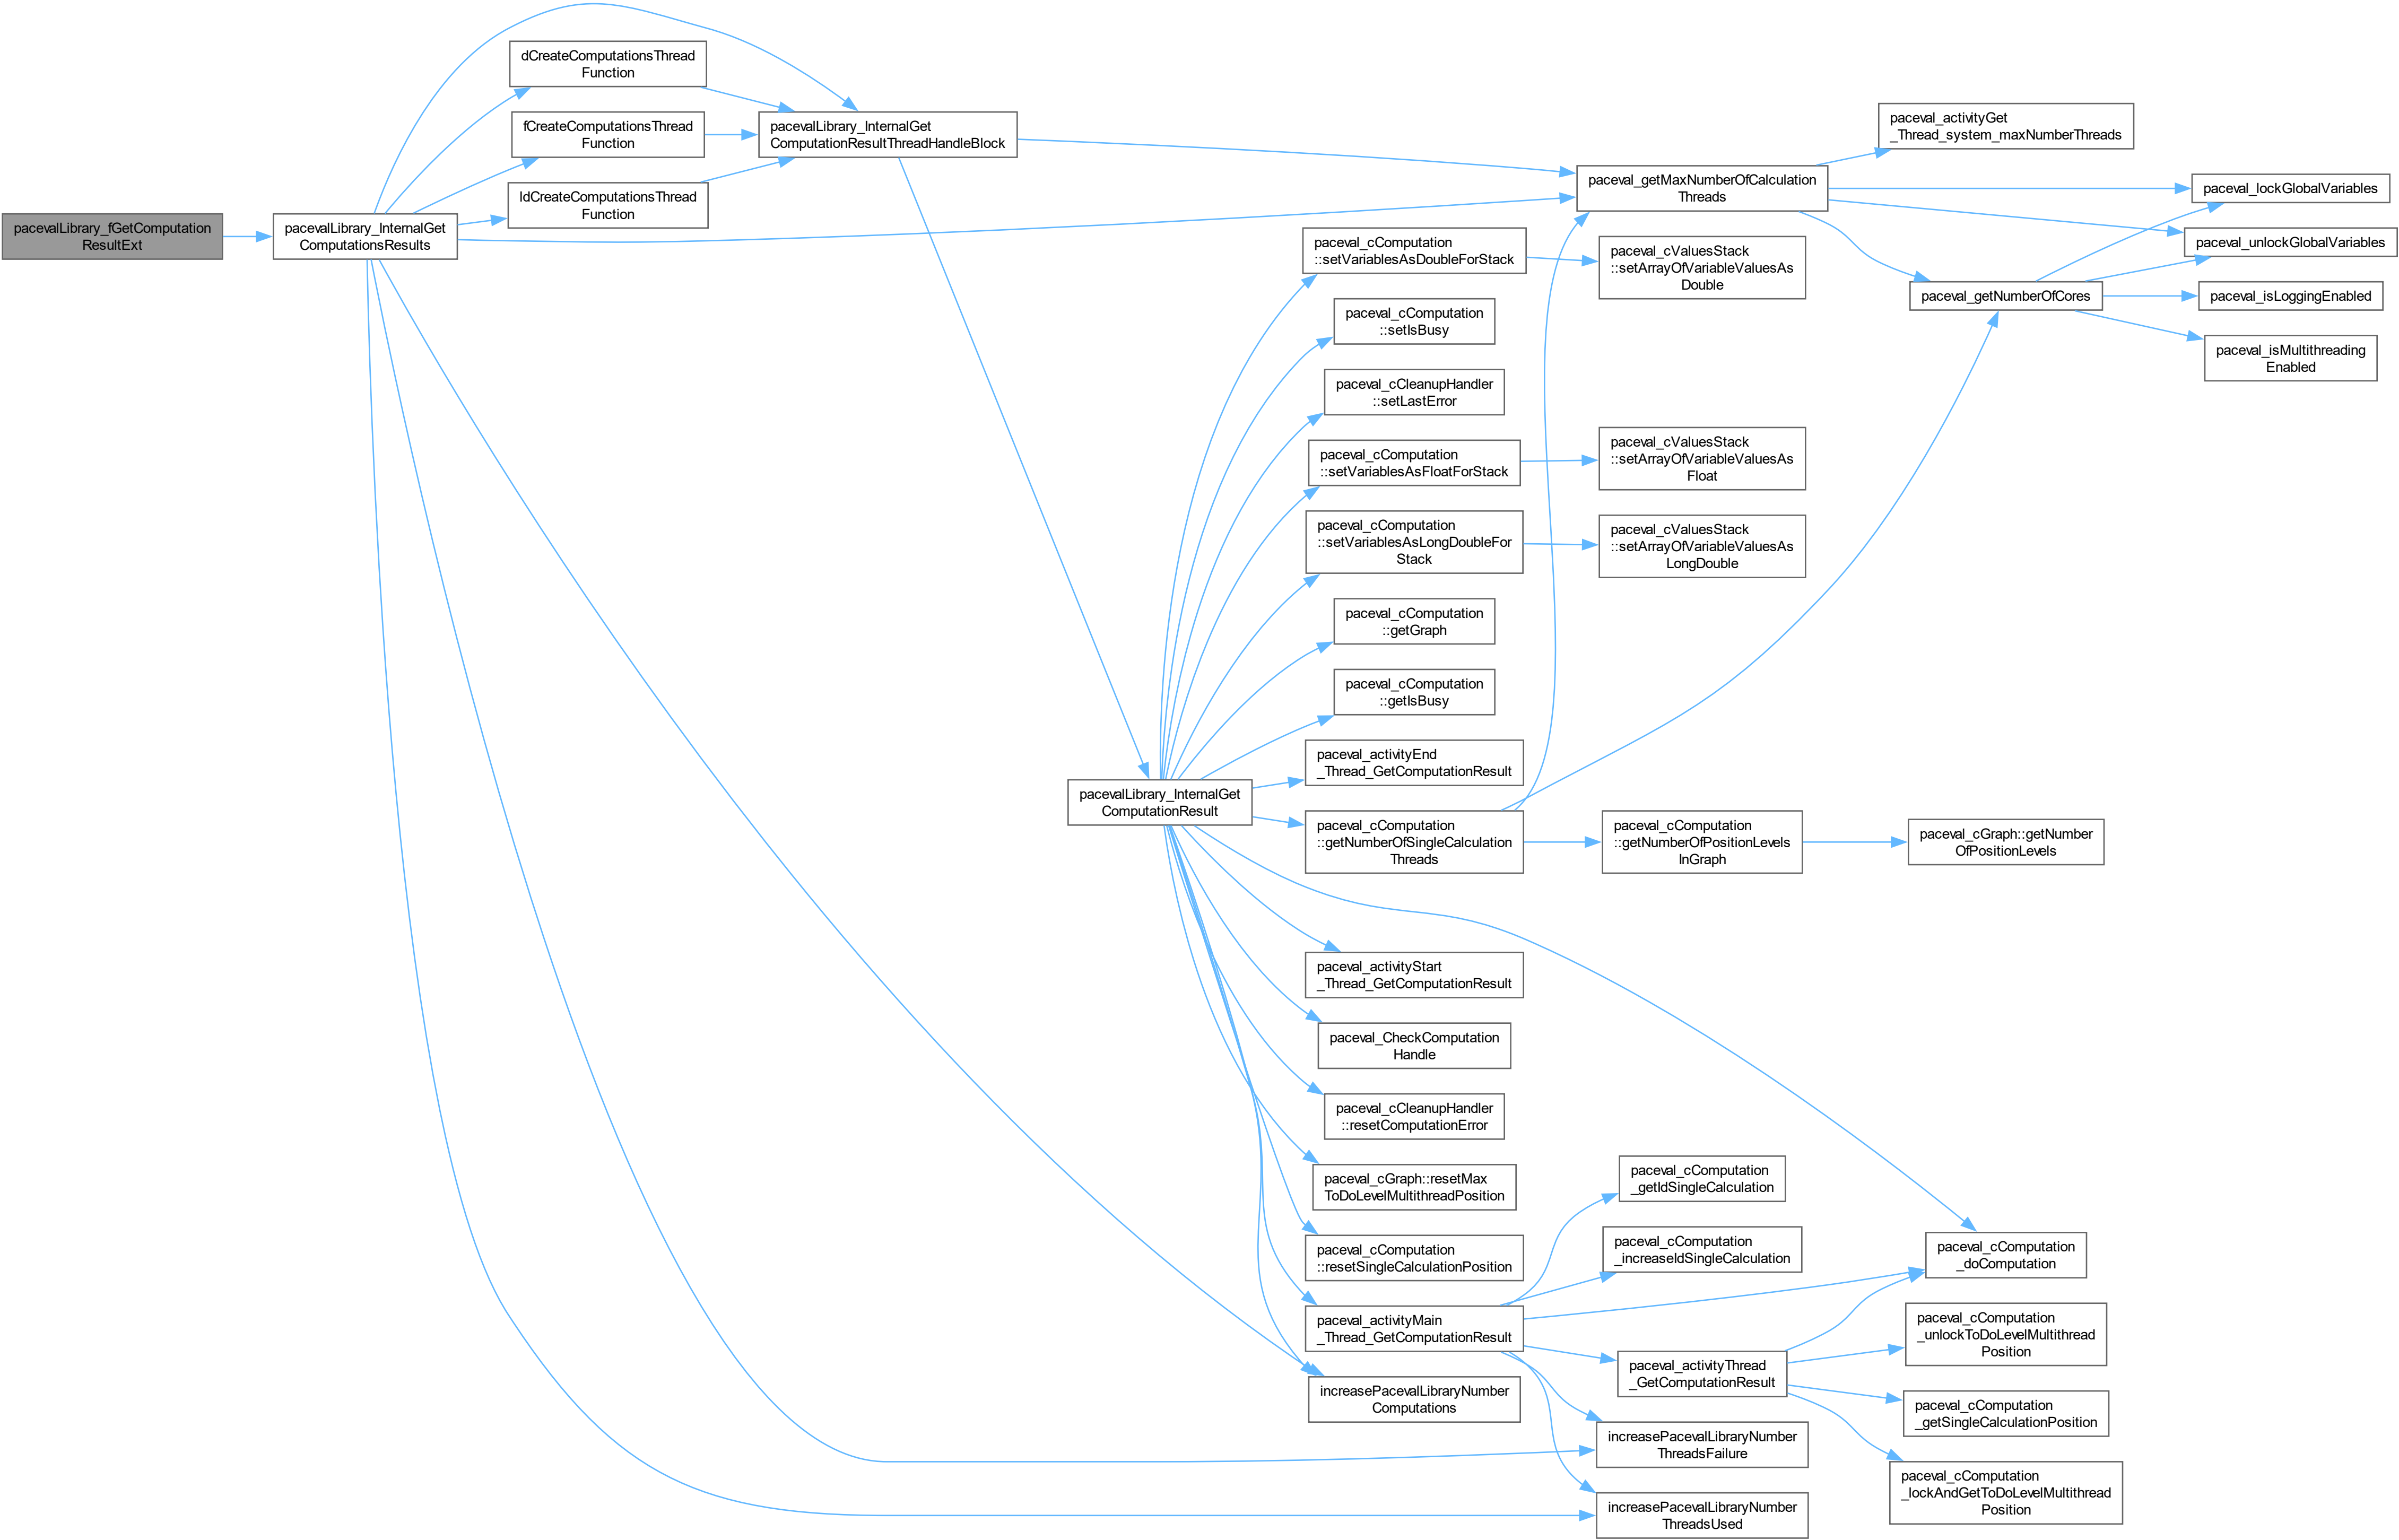 pacevalLibrary_fGetComputation
ResultExt
pacevalLibrary_InternalGet
ComputationsResults
dCreateComputationsThread
Function
fCreateComputationsThread
Function
ldCreateComputationsThread
Function
pacevalLibrary_InternalGet
ComputationResultThreadHandleBlock
pacevalLibrary_InternalGet
ComputationResult
paceval_cComputation
::setVariablesAsDoubleForStack
paceval_cComputation
::setIsBusy
paceval_cCleanupHandler
::setLastError
paceval_cComputation
::setVariablesAsFloatForStack
paceval_cComputation
::setVariablesAsLongDoubleFor
Stack
paceval_cComputation
::getGraph
paceval_cComputation
::getIsBusy
paceval_activityEnd
_Thread_GetComputationResult
paceval_cComputation
::getNumberOfSingleCalculation
Threads
paceval_activityStart
_Thread_GetComputationResult
paceval_CheckComputation
Handle
paceval_cCleanupHandler
::resetComputationError
paceval_cGraph::resetMax
ToDoLevelMultithreadPosition
paceval_cComputation
::resetSingleCalculationPosition
paceval_activityMain
_Thread_GetComputationResult
increasePacevalLibraryNumber
Computations
paceval_getMaxNumberOfCalculation
Threads
paceval_cValuesStack
::setArrayOfVariableValuesAs
Double
paceval_cValuesStack
::setArrayOfVariableValuesAs
Float
paceval_cValuesStack
::setArrayOfVariableValuesAs
LongDouble
paceval_cComputation
::getNumberOfPositionLevels
InGraph
paceval_cComputation
_getIdSingleCalculation
paceval_cComputation
_increaseIdSingleCalculation
paceval_activityThread
_GetComputationResult
increasePacevalLibraryNumber
ThreadsFailure
increasePacevalLibraryNumber
ThreadsUsed
paceval_activityGet
_Thread_system_maxNumberThreads
paceval_getNumberOfCores
paceval_cGraph::getNumber
OfPositionLevels
paceval_cComputation
_doComputation
paceval_cComputation
_unlockToDoLevelMultithread
Position
paceval_cComputation
_getSingleCalculationPosition
paceval_cComputation
_lockAndGetToDoLevelMultithread
Position
paceval_lockGlobalVariables
paceval_unlockGlobalVariables
paceval_isLoggingEnabled
paceval_isMultithreading
Enabled